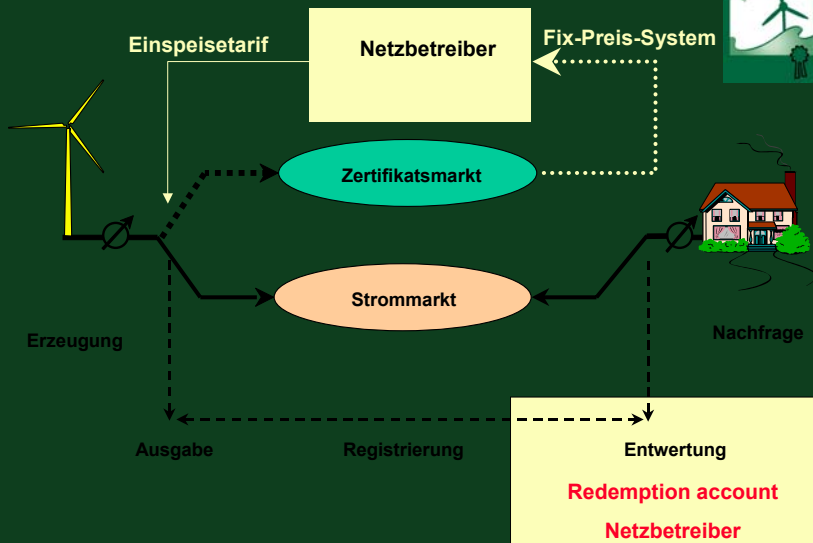 Einspeisetarif
Netzbetreiber
Fix-Preis-System
Zertifikatsmarkt
Strommarkt
Erzeugung
Nachfrage
Ausgabe
Registrierung
Entwertung
Redemption account
Netzbetreiber